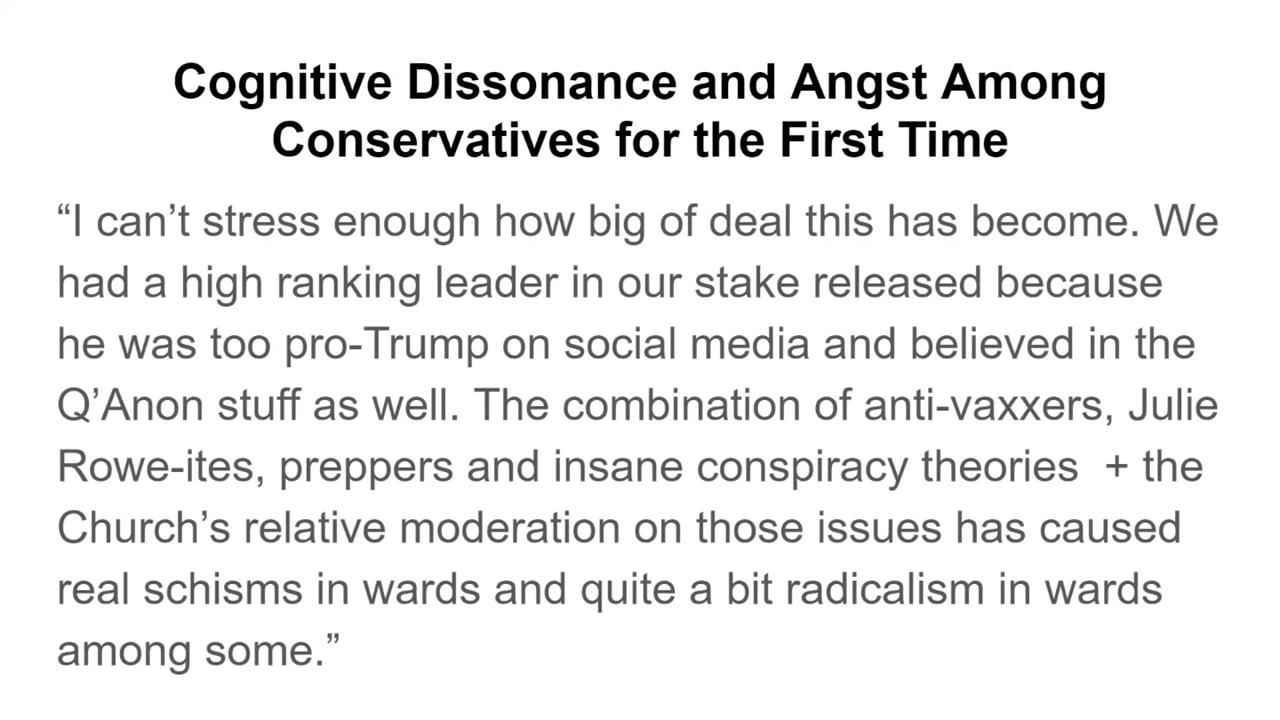 Cognitive Dissonance and Angst Among
Conservatives for the First Time
“I can’t stress enough how big of deal this has become. We
had a high ranking leader in our stake released because
he was too pro-Trump on social media and believed in the
Q’Anon stuff as well. The combination of anti-vaxxers, Julie
Rowe-ites, preppers and insane conspiracy theories  + the
Church’s relative moderation on those issues has caused
real schisms in wards and quite a bit radicalism in wards
among some.”